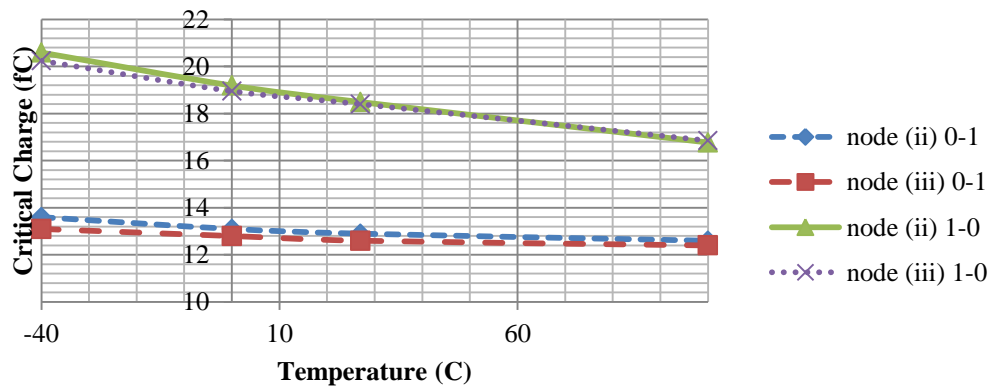 Critical Charge (fC)
22
20
18
16
14
12
10
-40
10
60
Temperature (C)
node (ii) 0-1
node (iii) 0-1
node (ii) 1-0
node (iii) 1-0